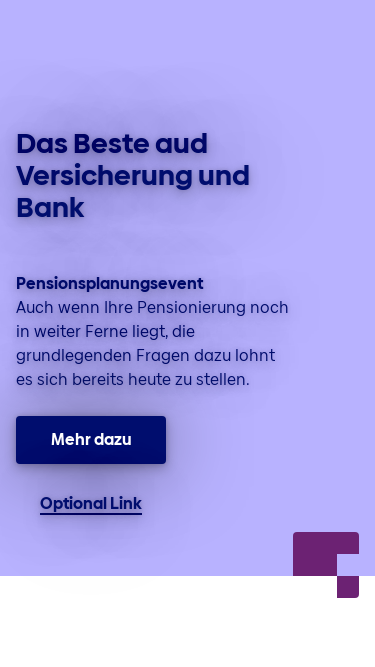 Das Beste aud
Versicherung und
Bank
Pensionsplanungsevent
Auch wenn Ihre Pensionierung noch
in weiter Ferne liegt, die
grundlegenden Fragen dazu lohnt
es sich bereits heute zu stellen.
Mehr dazu
Optional Link